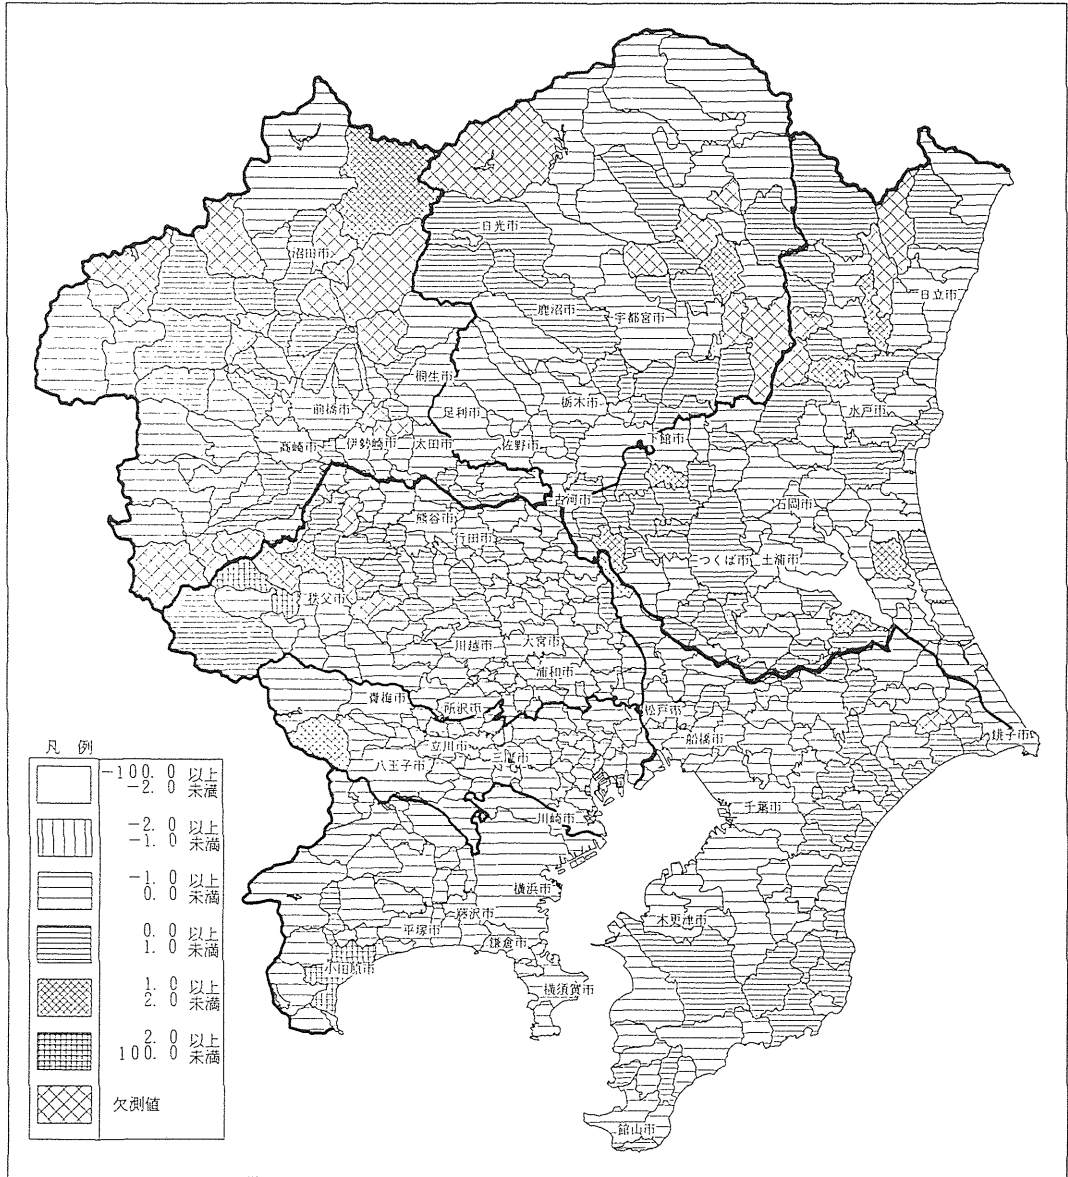 日光市
沼田市
日立市
鹿沼市
宇都宮市
桐生市
前橋市
足利市
栃木市
水戸市
高崎市
伊勢崎市
太田市
佐野市
下館市
古河市
石岡市
熊谷市
行田市
つくば市
土浦市
秩父市
川越市
大宮市
浦和市
青梅市
所沢市
松戸市
銚子市
立川市
船橋市
八王子市
三鷹市
千葉市
川崎市
横浜市
藤沢市
木更津市
平塚市
鎌倉市
小田原市
横須賀市
館山市
凡 例
-100.0 以上
-2.0 未満
-2.0 以上
-1.0 未満
-1.0 以上
0.0 未満
0.0 以上
1.0 未満
1.0 以上
2.0 未満
2.0 以上
100.0 未満
欠測値